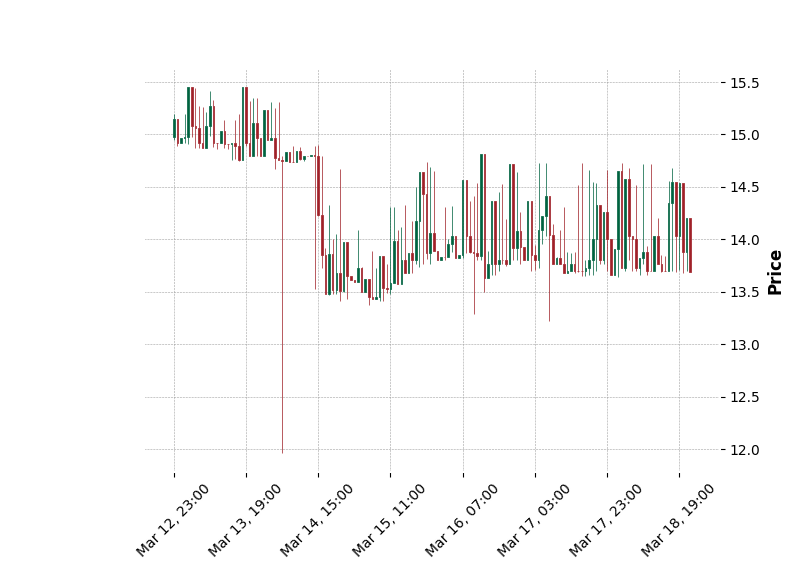 15.5
15.0
14.5
14.0
13.5
13.0
12.5
12.0
Price
Mar 12, 23:00
Mar 13, 19:00
Mar 14, 15:00
Mar 15, 11:00
Mar 16, 07:00
Mar 17, 03:00
Mar 17, 23:00
Mar 18, 19:00